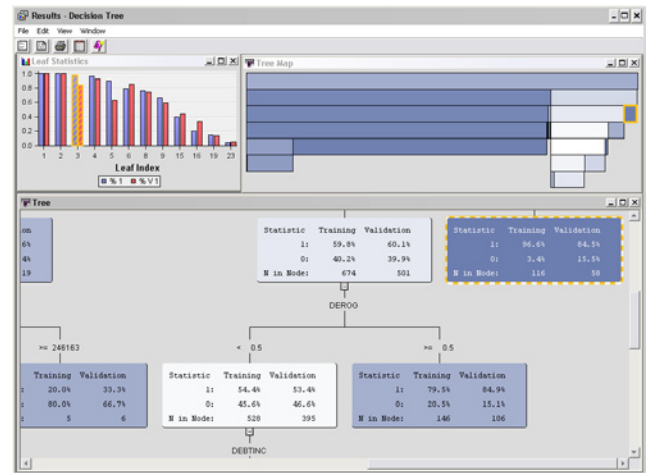 Results - Decision Tree
File Edit View Window
Leaf Statistics
1.0
0.8
0.6
0.4
0.2
0.0
1 2 3 4 5 6 8 9 15 16 19 23
Leaf Index
% 1 % V 1
Tree Map
Tree
on
6%
4%
19
Statistic Training Validation
1: 59.8% 60.1%
0: 40.2% 39.9%
N in Node: 674 501
Statistic Training Validation
1: 96.6% 84.5%
0: 3.4% 15.5%
N in Node: 116 58
DEROG
>= 246163
< 0.5
>= 0.5
Training Validation
: 20.0% 33.3%
: 80.0% 66.7%
: 5 6
Statistic Training Validation
1: 54.4% 53.4%
0: 45.6% 46.6%
N in Node: 528 395
Statistic Training Validation
1: 79.5% 84.9%
0: 20.5% 15.1%
N in Node: 146 106
DEBTINC